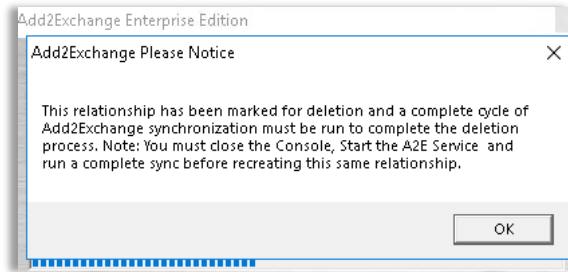 Add2Exchange Enterprise Edition
Add2Exchange Please Notice
This relationship has been marked for deletion and a complete cycle of
Add2Exchange synchronization must be run to complete the deletion
process. Note: You must close the Console, Start the A2E Service  and
run a complete sync before recreating this same relationship.
OK